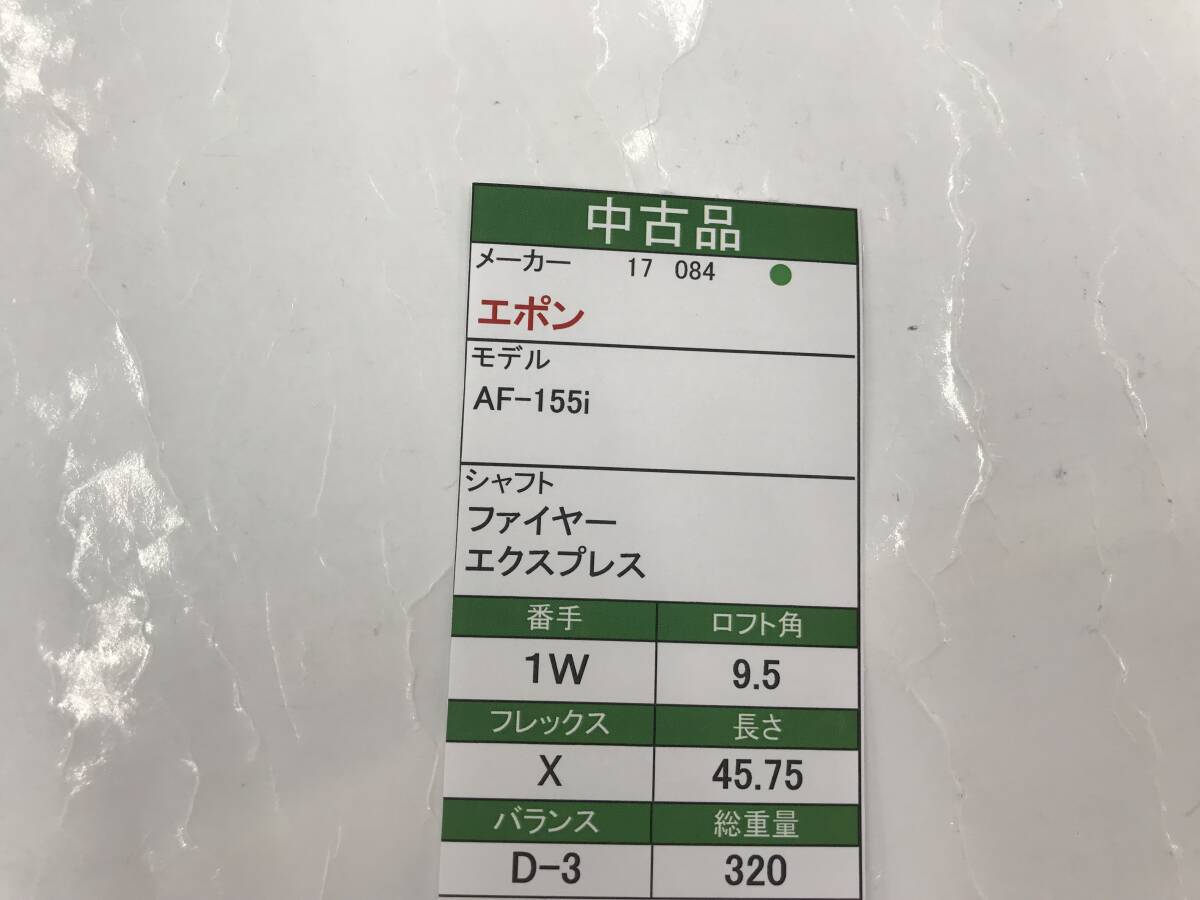 中古品
メーカー 17 084 ●
エポン
モデル
AF-155i
シャフト
ファイヤー
エクスプレス
番手 ロフト角
1W 9.5
フレックス 長さ
X 45.75
バランス 総重量
D-3 320